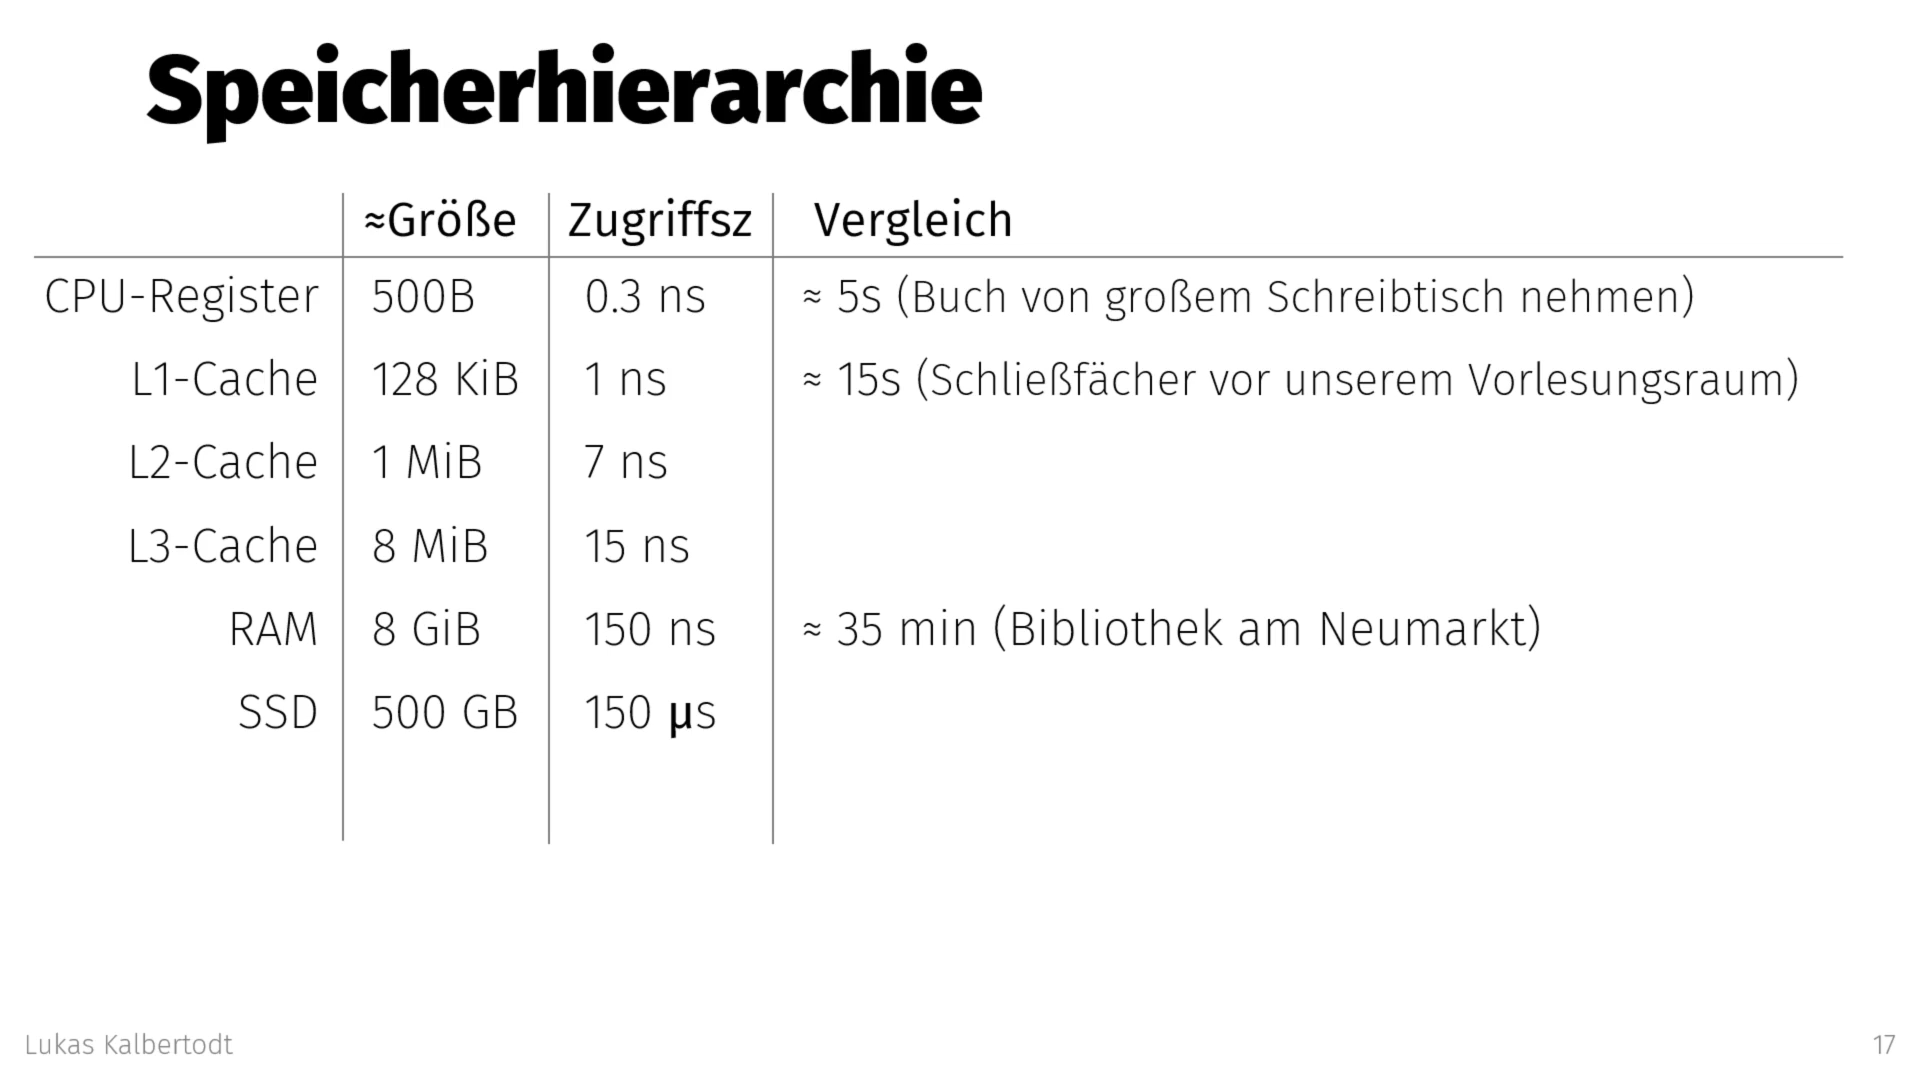 Speicherhierarchie
≈Größe Zugriffsz Vergleich
CPU-Register 500B 0.3 ns ≈ 5s (Buch von großem Schreibtisch nehmen)
L1-Cache 128 KiB 1 ns ≈ 15s (Schließfächer vor unserem Vorlesungsraum)
L2-Cache 1 MiB 7 ns
L3-Cache 8 MiB 15 ns
RAM 8 GiB 150 ns ≈ 35 min (Bibliothek am Neumarkt)
SSD 500 GB 150 µs
Lukas Kalbertodt 17